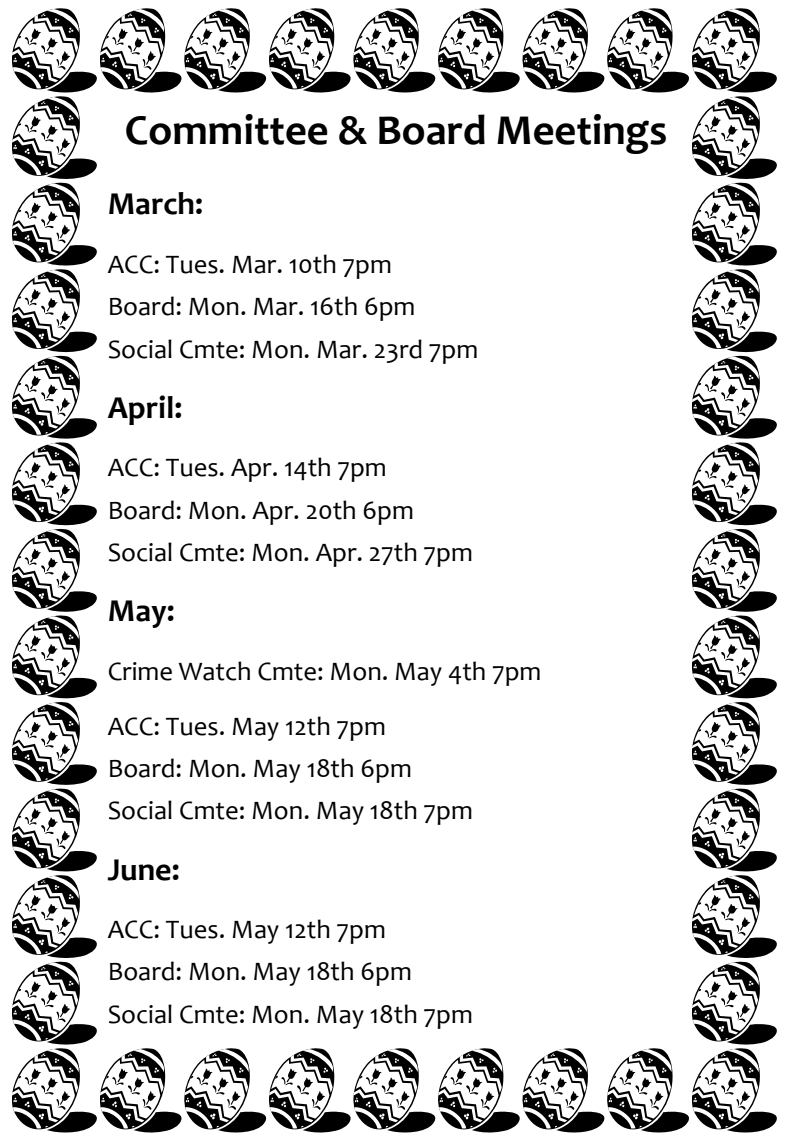 Committee & Board Meetings
March:
ACC: Tues. Mar. 10th 7pm
Board: Mon. Mar. 16th 6pm
Social Cmte: Mon. Mar. 23rd 7pm
April:
ACC: Tues. Apr. 14th 7pm
Board: Mon. Apr. 20th 6pm
Social Cmte: Mon. Apr. 27th 7pm
May:
Crime Watch Cmte: Mon. May 4th 7pm
ACC: Tues. May 12th 7pm
Board: Mon. May 18th 6pm
Social Cmte: Mon. May 18th 7pm
June:
ACC: Tues. May 12th 7pm
Board: Mon. May 18th 6pm
Social Cmte: Mon. May 18th 7pm